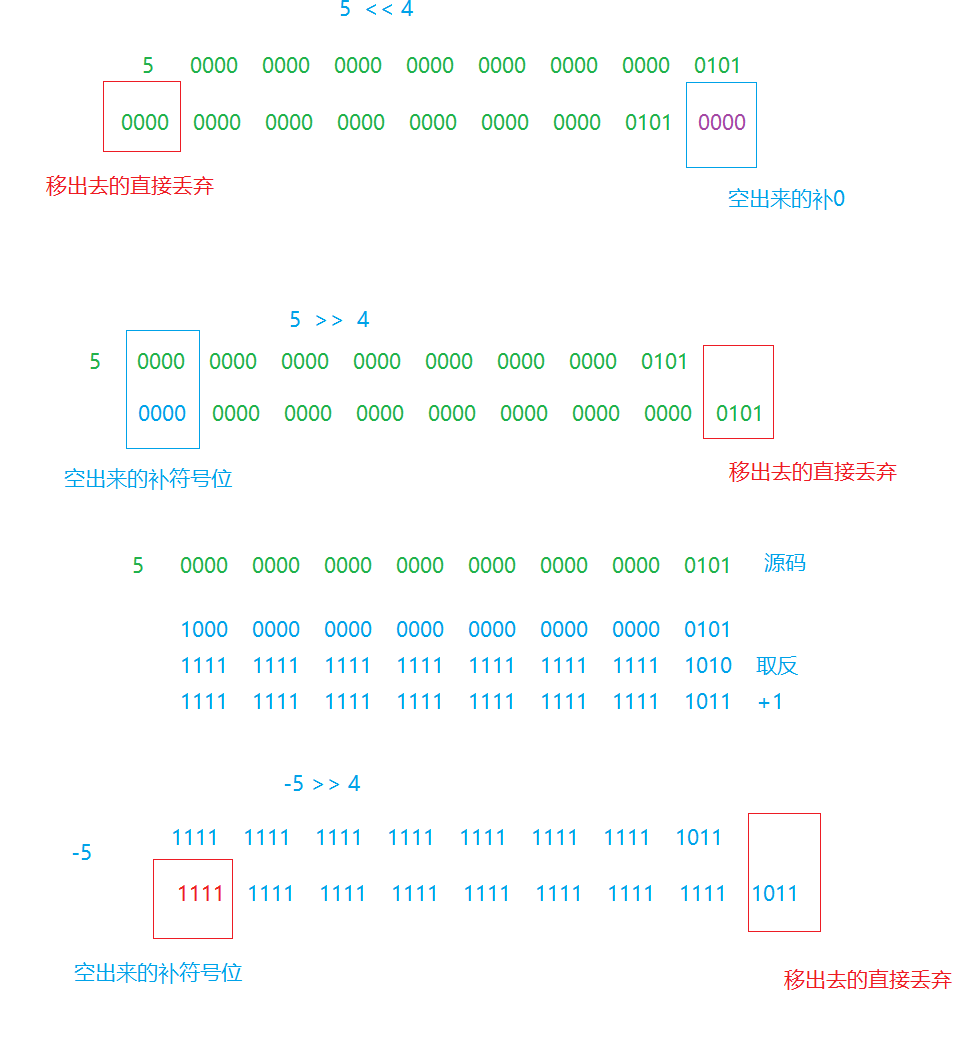 5 << 4
5 0000 0000 0000 0000 0000 0000 0000 0101
0000 0000 0000 0000 0000 0000 0000 0101 0000
移出去的直接丢弃
空出来的补0
5 >> 4
5 0000 0000 0000 0000 0000 0000 0000 0101
0000 0000 0000 0000 0000 0000 0000 0000 0101
空出来的补符号位
移出去的直接丢弃
5 0000 0000 0000 0000 0000 0000 0000 0101 源码
1000 0000 0000 0000 0000 0000 0000 0101
1111 1111 1111 1111 1111 1111 1111 1010 取反
1111 1111 1111 1111 1111 1111 1111 1011 +1
-5 >> 4
1111 1111 1111 1111 1111 1111 1111 1011
-5
1111 1111 1111 1111 1111 1111 1111 1111 1011
空出来的补符号位
移出去的直接丢弃